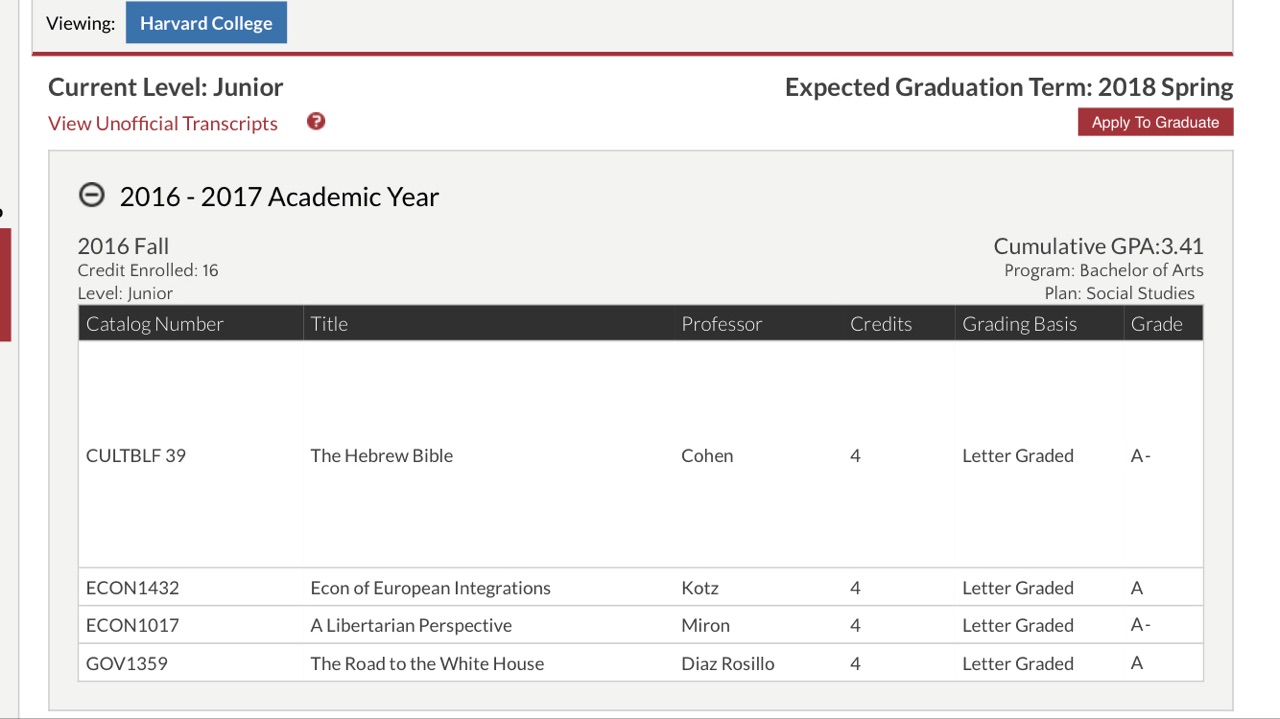 Viewing: Harvard College
Current Level: Junior Expected Graduation Term: 2018 Spring
View Unofficial Transcripts ? Apply To Graduate
2016 - 2017 Academic Year
2016 Fall Cumulative GPA:3.41
Credit Enrolled: 16 Program: Bachelor of Arts
Level: Junior Plan: Social Studies
Catalog Number Title Professor Credits Grading Basis Grade
CULTBLF 39 The Hebrew Bible Cohen 4 Letter Graded A-
ECON1432 Econ of European Integrations Kotz 4 Letter Graded A
ECON1017 A Libertarian Perspective Miron 4 Letter Graded A-
GOV1359 The Road to the White House Diaz Rosillo 4 Letter Graded A